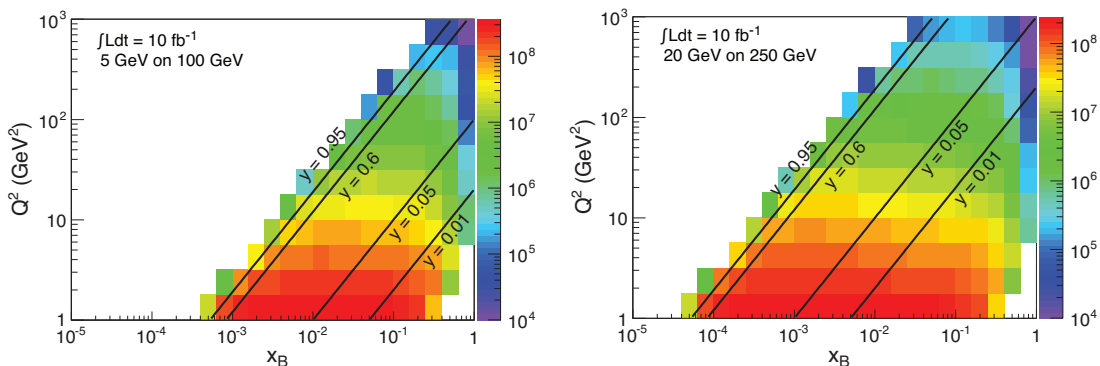 ∫Ldt = 10 fb⁻¹
5 GeV on 100 GeV
Q² (GeV²)
10³
10²
10
1
y = 0.95
y = 0.6
y = 0.05
y = 0.01
10⁻⁵ 10⁻⁴ 10⁻³ 10⁻² 10⁻¹ 1
x_B
10⁸
10⁷
10⁶
10⁵
10⁴
∫Ldt = 10 fb⁻¹
20 GeV on 250 GeV
Q² (GeV²)
10³
10²
10
1
y = 0.95
y = 0.6
y = 0.05
y = 0.01
10⁻⁵ 10⁻⁴ 10⁻³ 10⁻² 10⁻¹ 1
x_B
10⁸
10⁷
10⁶
10⁵
10⁴